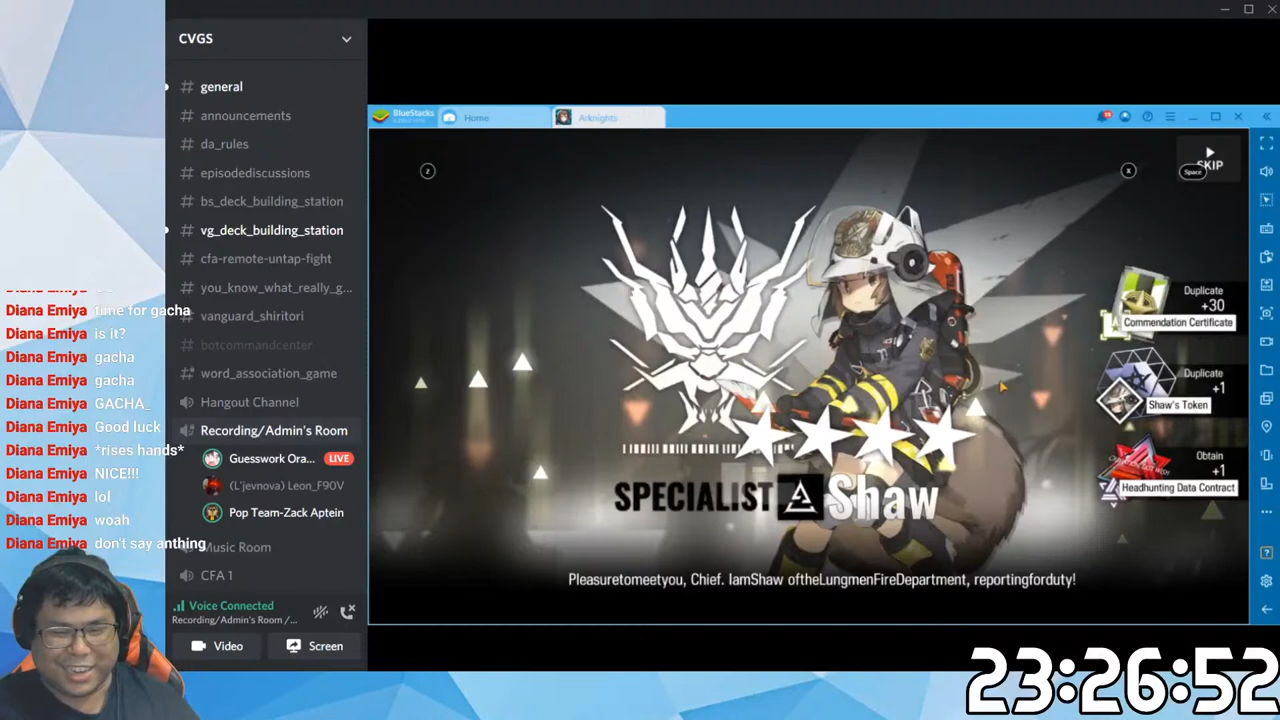 CVGS
general
announcements
da_rules
episodediscussions
bs_deck_building_station
vg_deck_building_station
cfa-remote-untap-fight
you_know_what_really_g...
vanguard_shiritori
botcommandcenter
word_association_game
Hangout Channel
Recording/Admin's Room
Guesswork Ora... LIVE
(L'jevnova) Leon_F90V
Pop Team-Zack Aptein
Music Room
CFA 1
Voice Connected
Recording/Admin's Room /...
Video Screen
Diana Emiya time for gacha
Diana Emiya is it?
Diana Emiya gacha
Diana Emiya gacha
Diana Emiya GACHA_
Diana Emiya Good luck
Diana Emiya *rises hands*
Diana Emiya NICE!!!
Diana Emiya lol
Diana Emiya woah
Diana Emiya don't say anthing
BlueStacks Home Arknights
Z X
SKIP
Space
Duplicate
+30
Commendation Certificate
Duplicate
+1
Shaw's Token
Obtain
+1
Headhunting Data Contract
SPECIALIST Shaw
Pleasuretomeetyou, Chief. IamShaw oftheLungmenFireDepartment, reportingforduty!
23:26:52